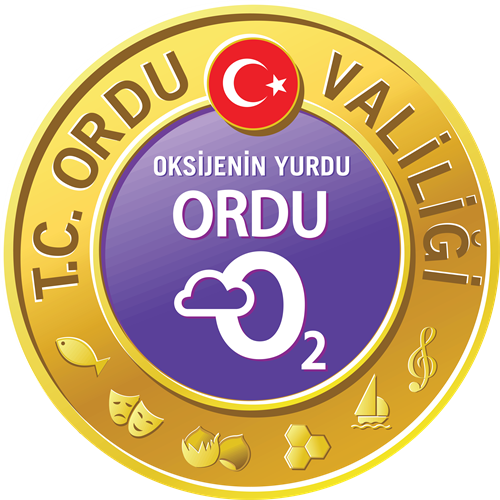 T.C. ORDU VALİLİĞİ
OKSİJENİN YURDU
ORDU
O2